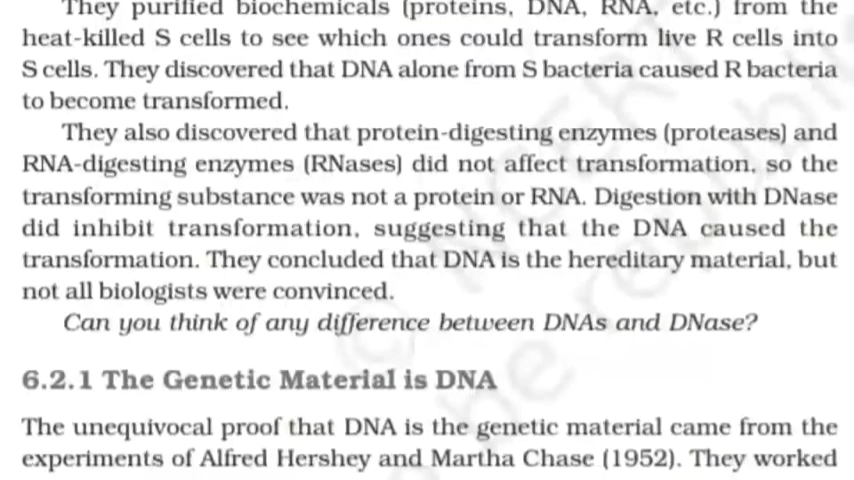 They purified biochemicals (proteins, DNA, RNA, etc.) from the
heat-killed S cells to see which ones could transform live R cells into
S cells. They discovered that DNA alone from S bacteria caused R bacteria
to become transformed.
They also discovered that protein-digesting enzymes (proteases) and
RNA-digesting enzymes (RNases) did not affect transformation, so the
transforming substance was not a protein or RNA. Digestion with DNase
did inhibit transformation, suggesting that the DNA caused the
transformation. They concluded that DNA is the hereditary material, but
not all biologists were convinced.
Can you think of any difference between DNAs and DNase?
6.2.1 The Genetic Material is DNA
The unequivocal proof that DNA is the genetic material came from the
experiments of Alfred Hershey and Martha Chase (1952). They worked